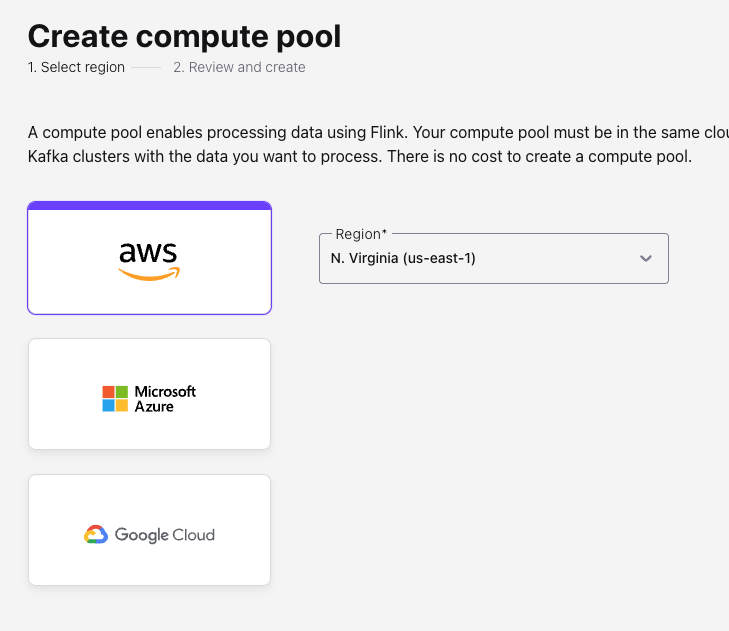 Create compute pool
1. Select region 2. Review and create
A compute pool enables processing data using Flink. Your compute pool must be in the same
Kafka clusters with the data you want to process. There is no cost to create a compute pool.
aws
Region*
N. Virginia (us-east-1)
Microsoft
Azure
Google Cloud